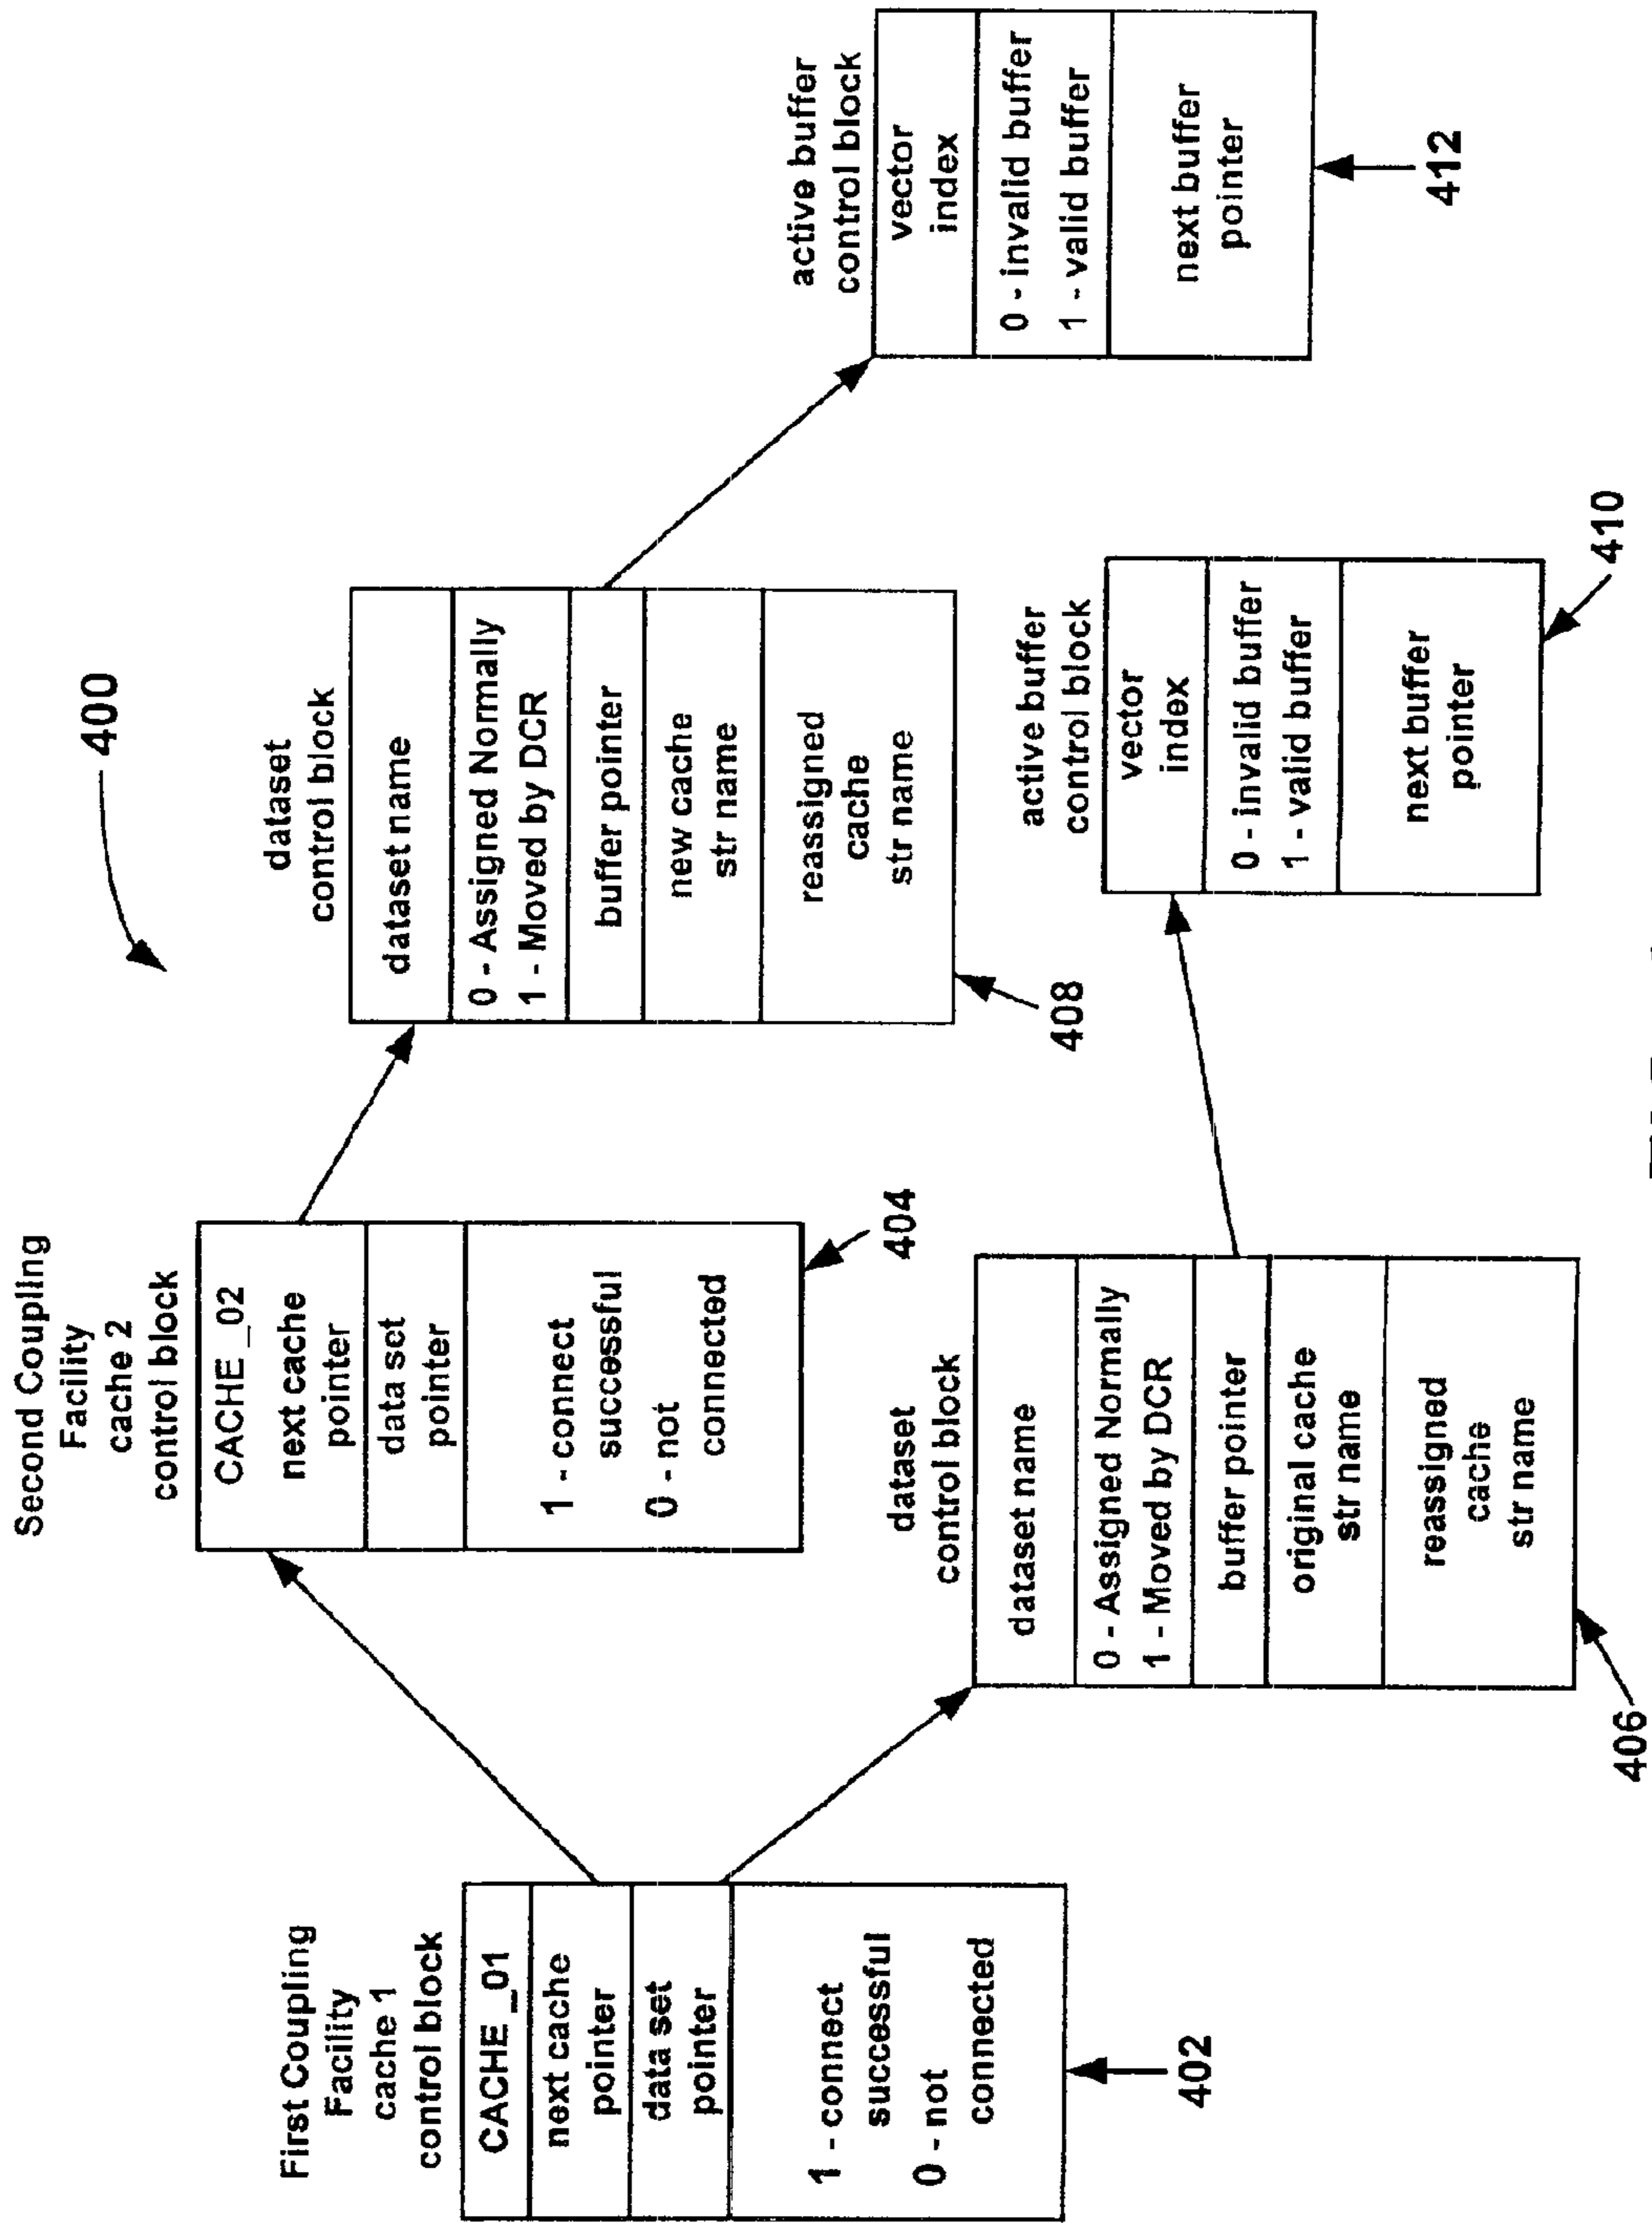 400
First Coupling
Facility
cache 1
control block
CACHE_01
next cache
pointer
data set
pointer
1 - connect
successful
0 - not
connected
402
Second Coupling
Facility
cache 2
control block
CACHE_02
next cache
pointer
data set
pointer
1 - connect
successful
0 - not
connected
404
dataset
control block
dataset name
0 - Assigned Normally
1 - Moved by DCR
buffer pointer
original cache
str name
reassigned
cache
str name
406
dataset
control block
dataset name
0 - Assigned Normally
1 - Moved by DCR
buffer pointer
new cache
str name
reassigned
cache
str name
408
active buffer
control block
vector
index
0 - invalid buffer
1 - valid buffer
next buffer
pointer
410
active buffer
control block
vector
index
0 - invalid buffer
1 - valid buffer
next buffer
pointer
412